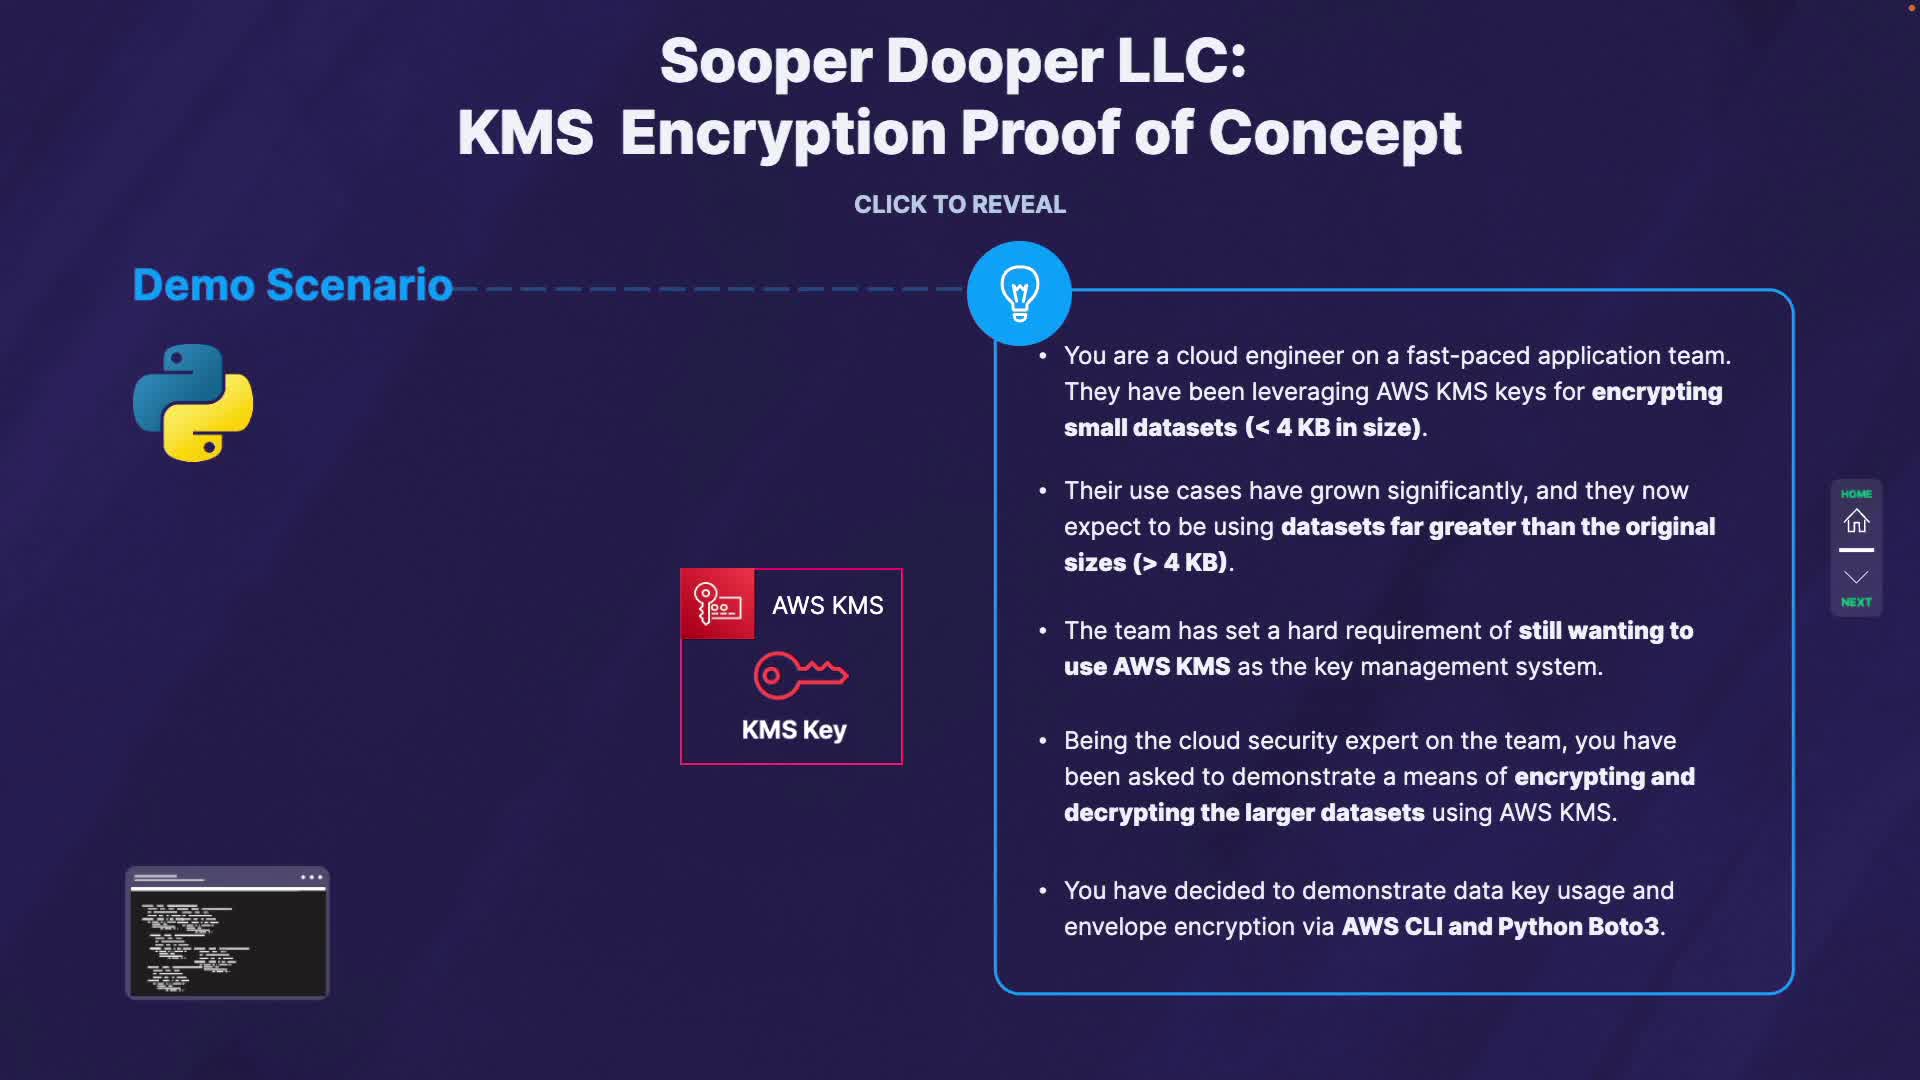 Sooper Dooper LLC:
KMS Encryption Proof of Concept
CLICK TO REVEAL
Demo Scenario
• You are a cloud engineer on a fast-paced application team.
They have been leveraging AWS KMS keys for encrypting
small datasets (< 4 KB in size).
• Their use cases have grown significantly, and they now
expect to be using datasets far greater than the original
sizes (> 4 KB).
• The team has set a hard requirement of still wanting to
use AWS KMS as the key management system.
• Being the cloud security expert on the team, you have
been asked to demonstrate a means of encrypting and
decrypting the larger datasets using AWS KMS.
• You have decided to demonstrate data key usage and
envelope encryption via AWS CLI and Python Boto3.
AWS KMS
KMS Key
HOME
NEXT